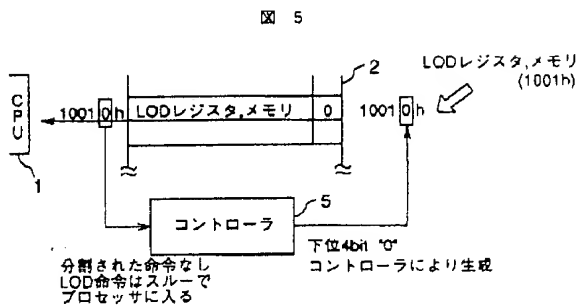 図 5
2
LODレジスタ,メモリ
(1001h)
CPU
10010h
LODレジスタ,メモリ
0
10010h
1
5
コントローラ
下位4bit "0"
コントローラにより生成
分割された命令なし
LOD命令はスルーで
プロセッサに入る